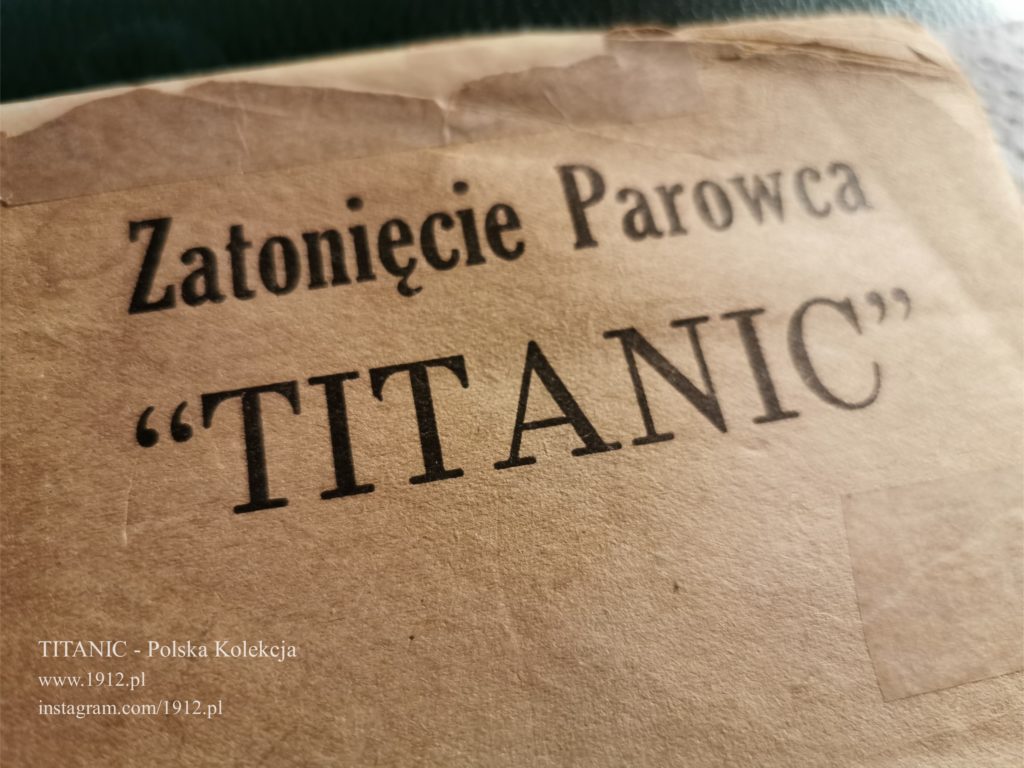 Zatonięcie Parowca
“TITANIC”
TITANIC - Polska Kolekcja
www.1912.pl
instagram.com/1912.pl